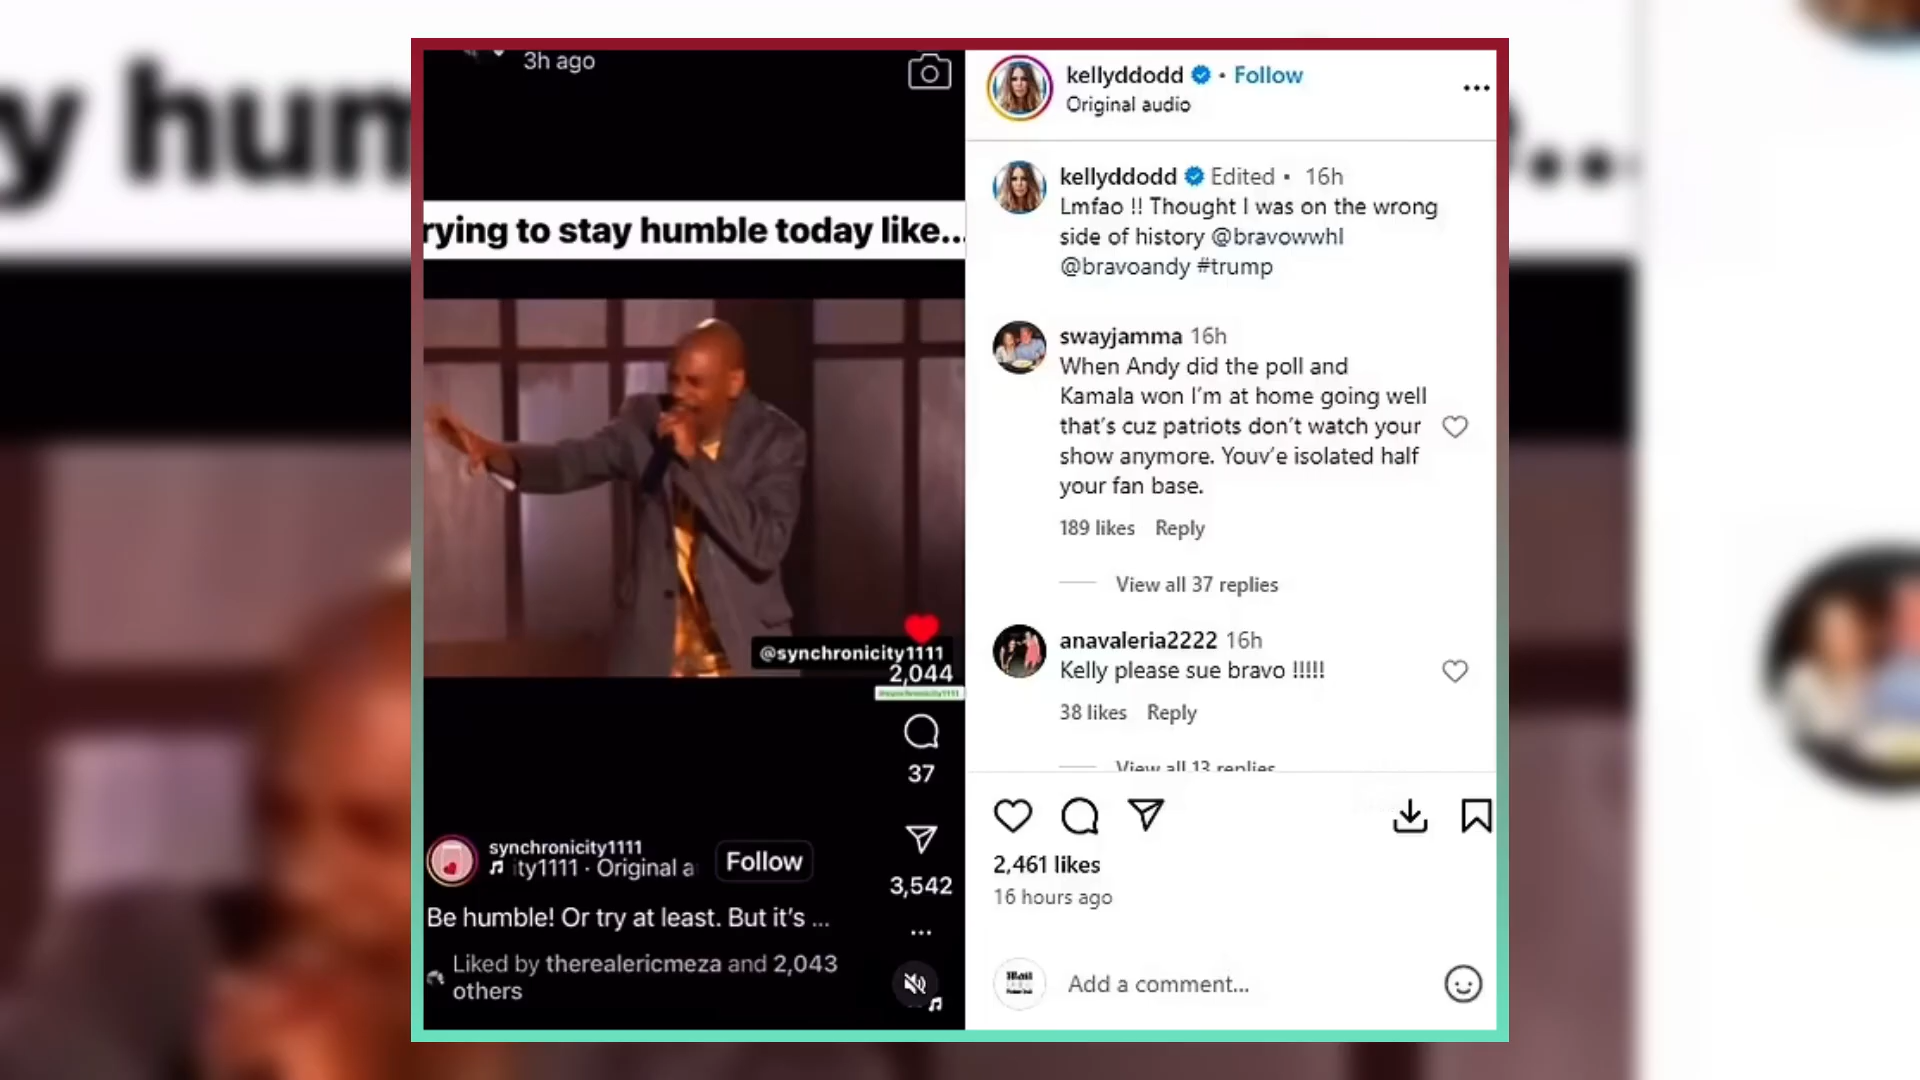 y hum
...
3h ago
rying to stay humble today like...
@synchronicity1111
2,044
37
3,542
synchronicity1111
ity1111 · Original a
Follow
Be humble! Or try at least. But it's ...
Liked by therealericmeza and 2,043
others
kellyddodd • Follow
Original audio
kellyddodd Edited • 16h
Lmfao !! Thought I was on the wrong
side of history @bravowwhl
@bravoandy #trump
swayjamma 16h
When Andy did the poll and
Kamala won I'm at home going well
that's cuz patriots don't watch your
show anymore. Youv'e isolated half
your fan base.
189 likes Reply
View all 37 replies
anavaleria2222 16h
Kelly please sue bravo !!!!!
38 likes Reply
View all 13 replies
2,461 likes
16 hours ago
Add a comment...